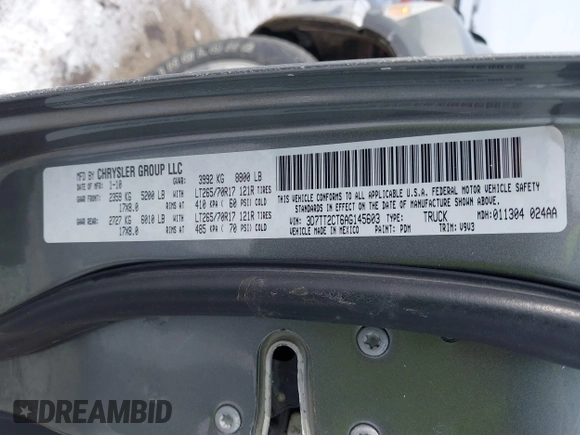 MFD BY CHRYSLER GROUP LLC
DATE OF MFR: 1-10 GVWR: 3992 KG 8800 LB
GAWR FRONT: 2359 KG 5200 LB WITH LT265/70R17 121R TIRES
17X8.0 RIMS AT 410 KPA ( 60 PSI) COLD
GAWR REAR: 2727 KG 6010 LB WITH LT265/70R17 121R TIRES
17X8.0 RIMS AT 485 KPA ( 70 PSI) COLD
THIS VEHICLE CONFORMS TO ALL APPLICABLE U.S.A. FEDERAL MOTOR VEHICLE SAFETY
STANDARDS IN EFFECT ON THE DATE OF MANUFACTURE SHOWN ABOVE.
VIN: 3D7TT2CT6AG145603 TYPE: TRUCK MDH: 011304 024AA
VEHICLE MADE IN MEXICO PAINT: PDM TRIM: V9V3
DREAMBID